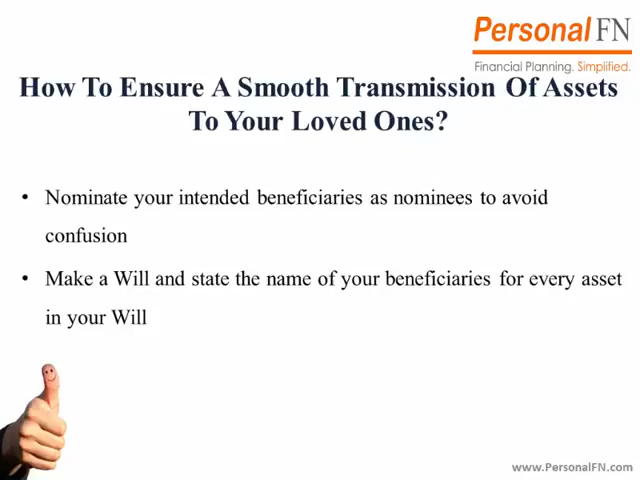 Personal FN
Financial Planning. Simplified.
How To Ensure A Smooth Transmission Of Assets
To Your Loved Ones?
• Nominate your intended beneficiaries as nominees to avoid
confusion
• Make a Will and state the name of your beneficiaries for every asset
in your Will
www.PersonalFN.com